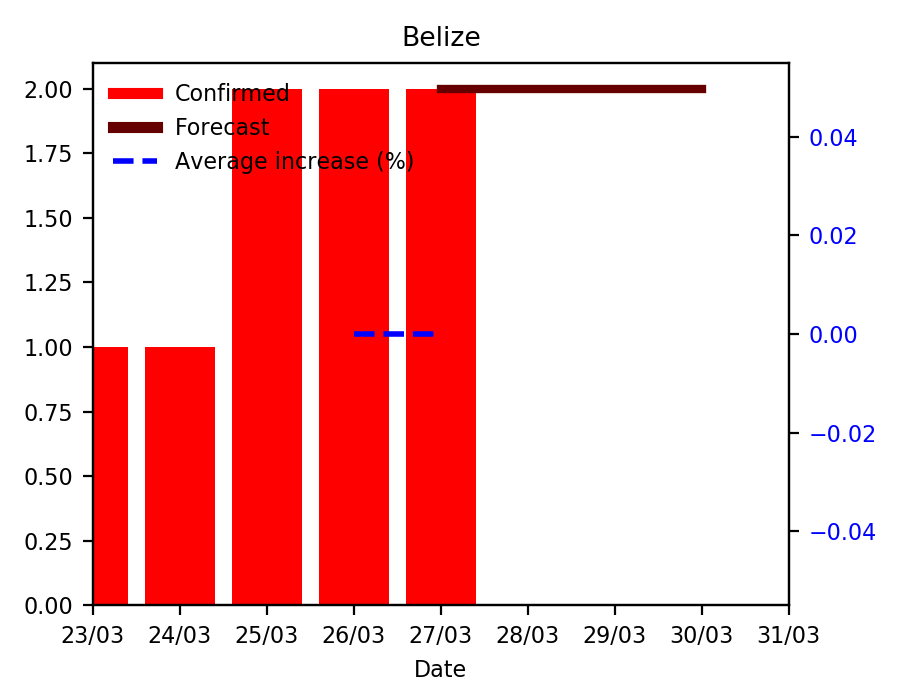 Belize
Confirmed
Forecast
Average increase (%)
2.00
1.75
1.50
1.25
1.00
0.75
0.50
0.25
0.00
0.04
0.02
0.00
−0.02
−0.04
23/03 24/03 25/03 26/03 27/03 28/03 29/03 30/03 31/03
Date